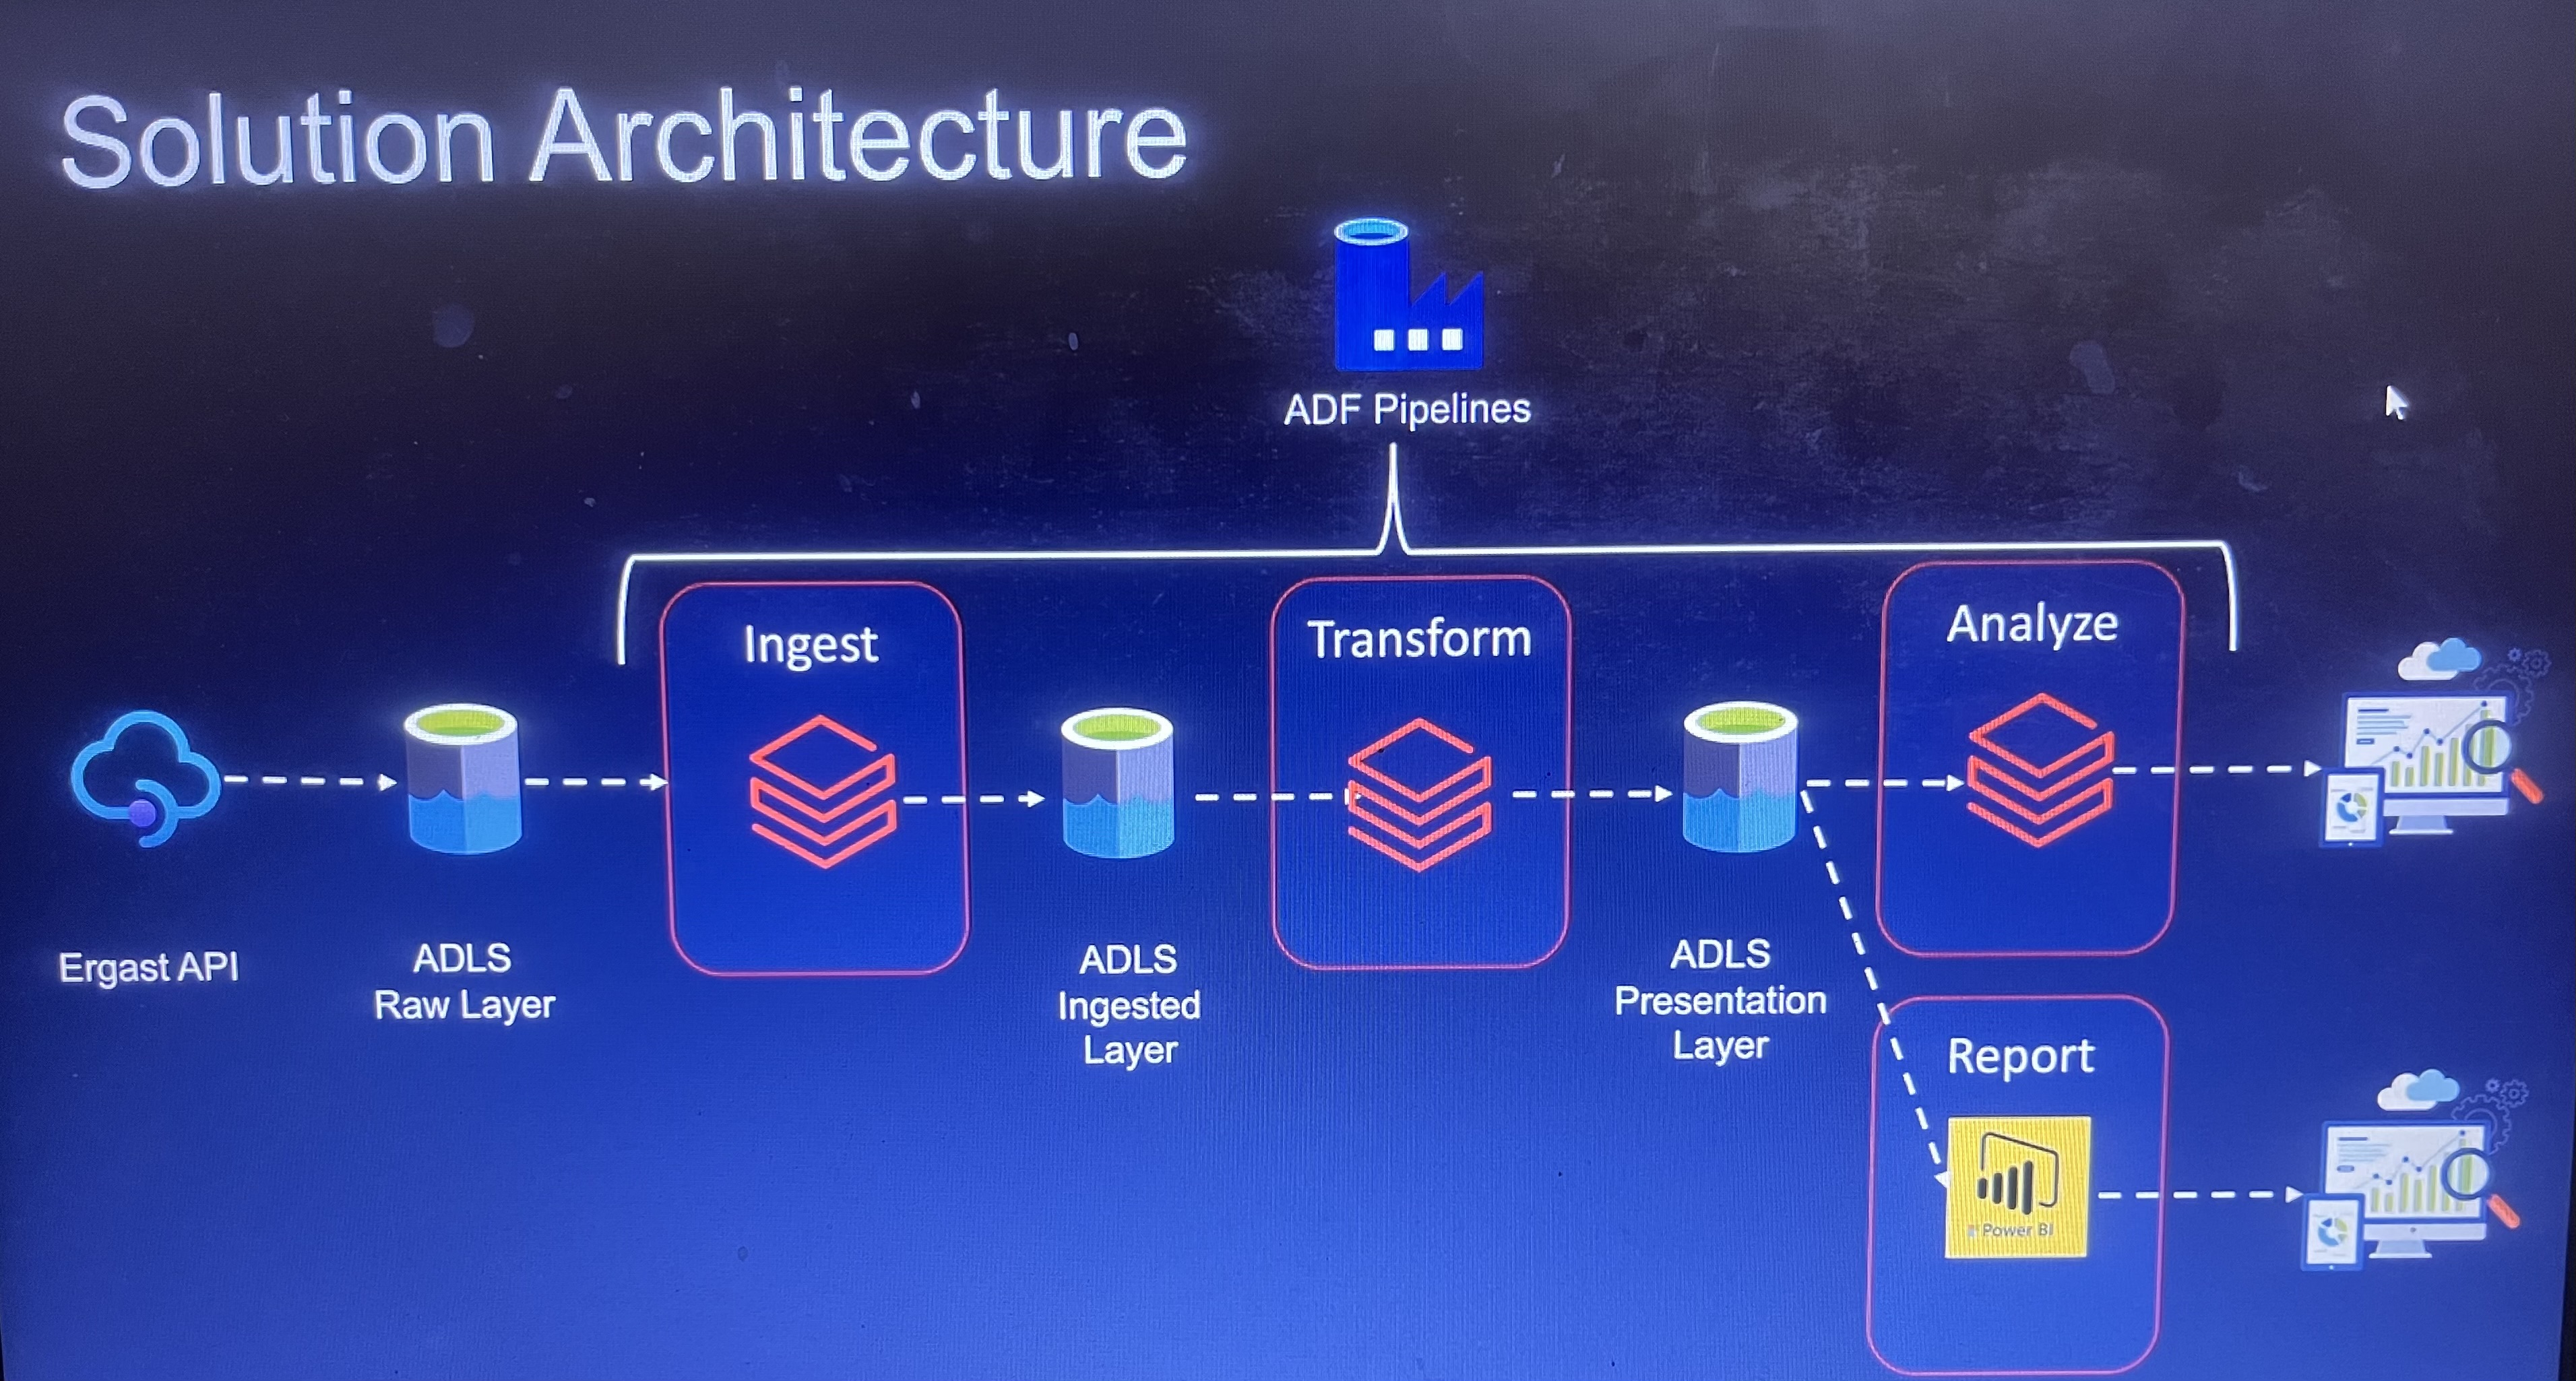 Solution Architecture
ADF Pipelines
Ingest
Transform
Analyze
Ergast API
ADLS
Raw Layer
ADLS
Ingested
Layer
ADLS
Presentation
Layer
Report
Power BI